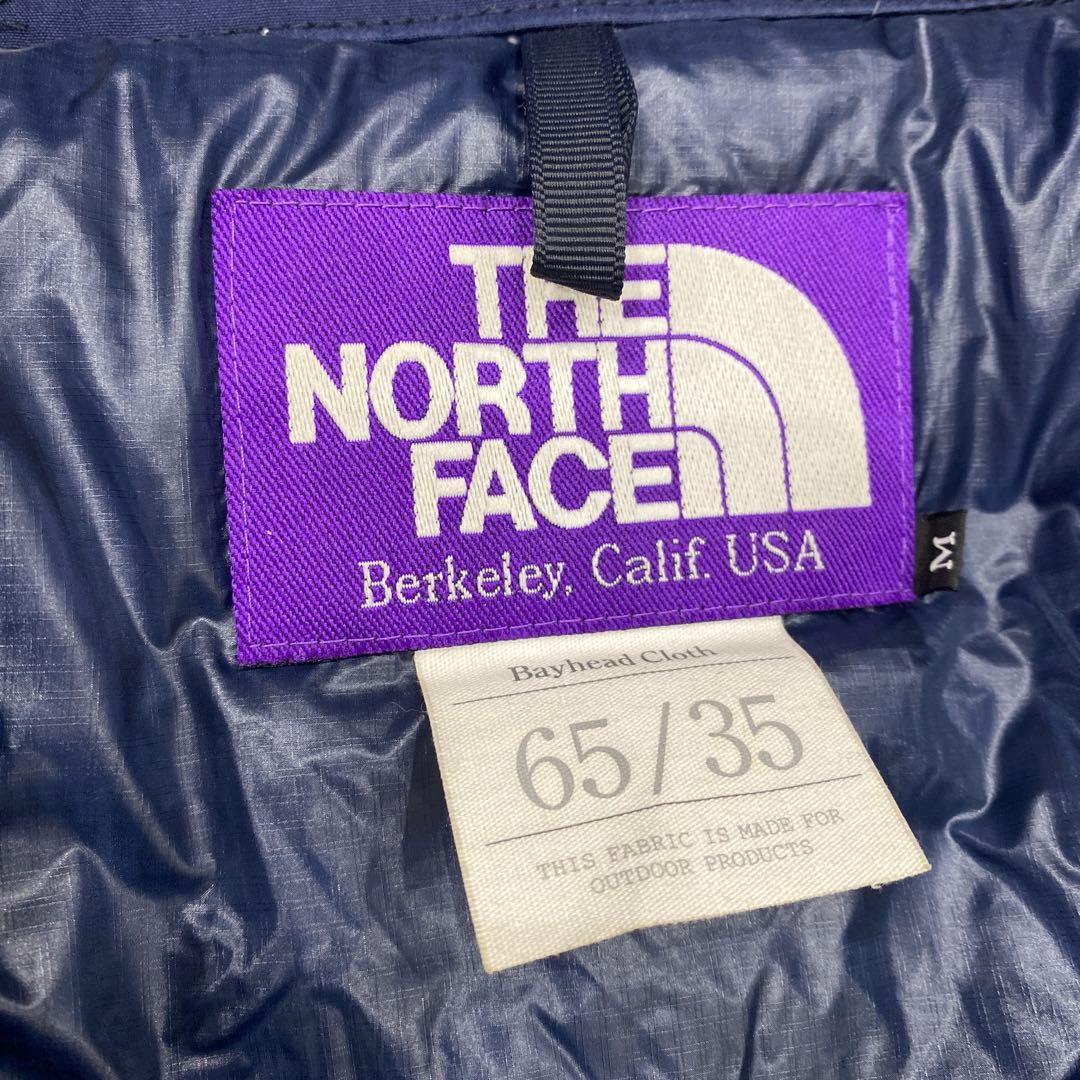 THE
NORTH
FACE
Berkeley, Calif. USA
M
Bayhead Cloth
65/35
THIS FABRIC IS MADE FOR
OUTDOOR PRODUCTS